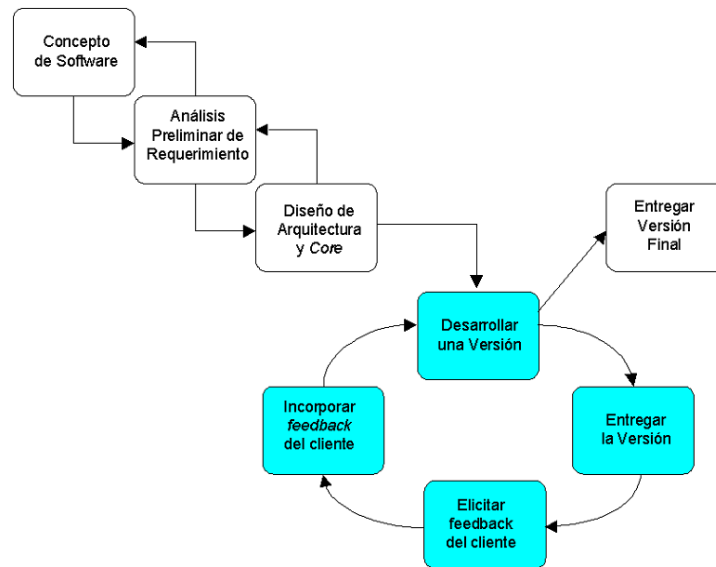 Concepto
de Software
Análisis
Preliminar de
Requerimiento
Diseño de
Arquitectura
y Core
Entregar
Versión
Final
Desarrollar
una Versión
Incorporar
feedback
del cliente
Entregar
la Versión
Elicitar
feedback
del cliente